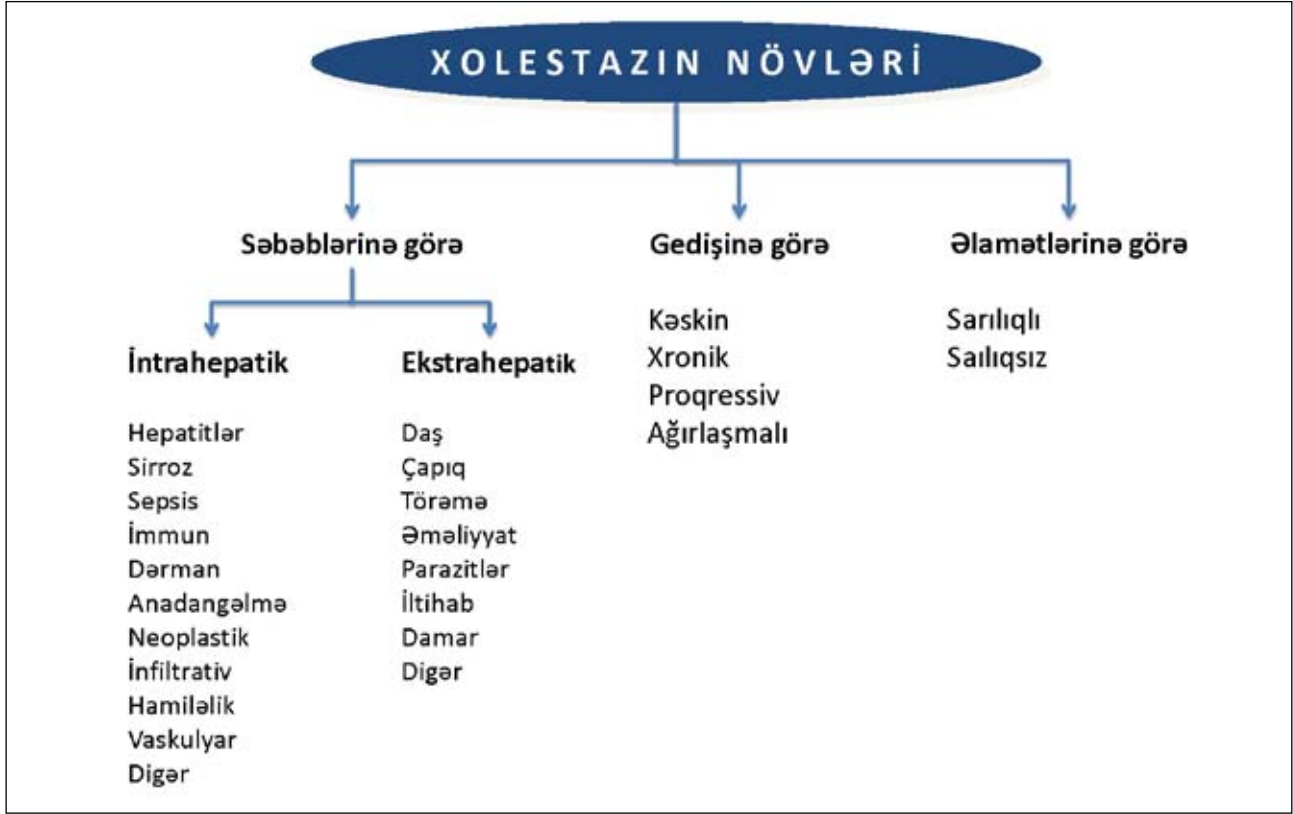 XOLESTAZIN NÖVLƏRİ
Səbəblərinə görə
İntrahepatik
Hepatitlər
Sirroz
Sepsis
İmmun
Dərman
Anadangəlmə
Neoplastik
İnfiltrativ
Hamiləlik
Vaskulyar
Digər
Ekstrahepatik
Daş
Çapıq
Törəmə
Əməliyyat
Parazitlər
İltihab
Damar
Digər
Gedişinə görə
Kəskin
Xronik
Proqressiv
Ağırlaşmalı
Əlamətlərinə görə
Sarılıqlı
Saılıqsız